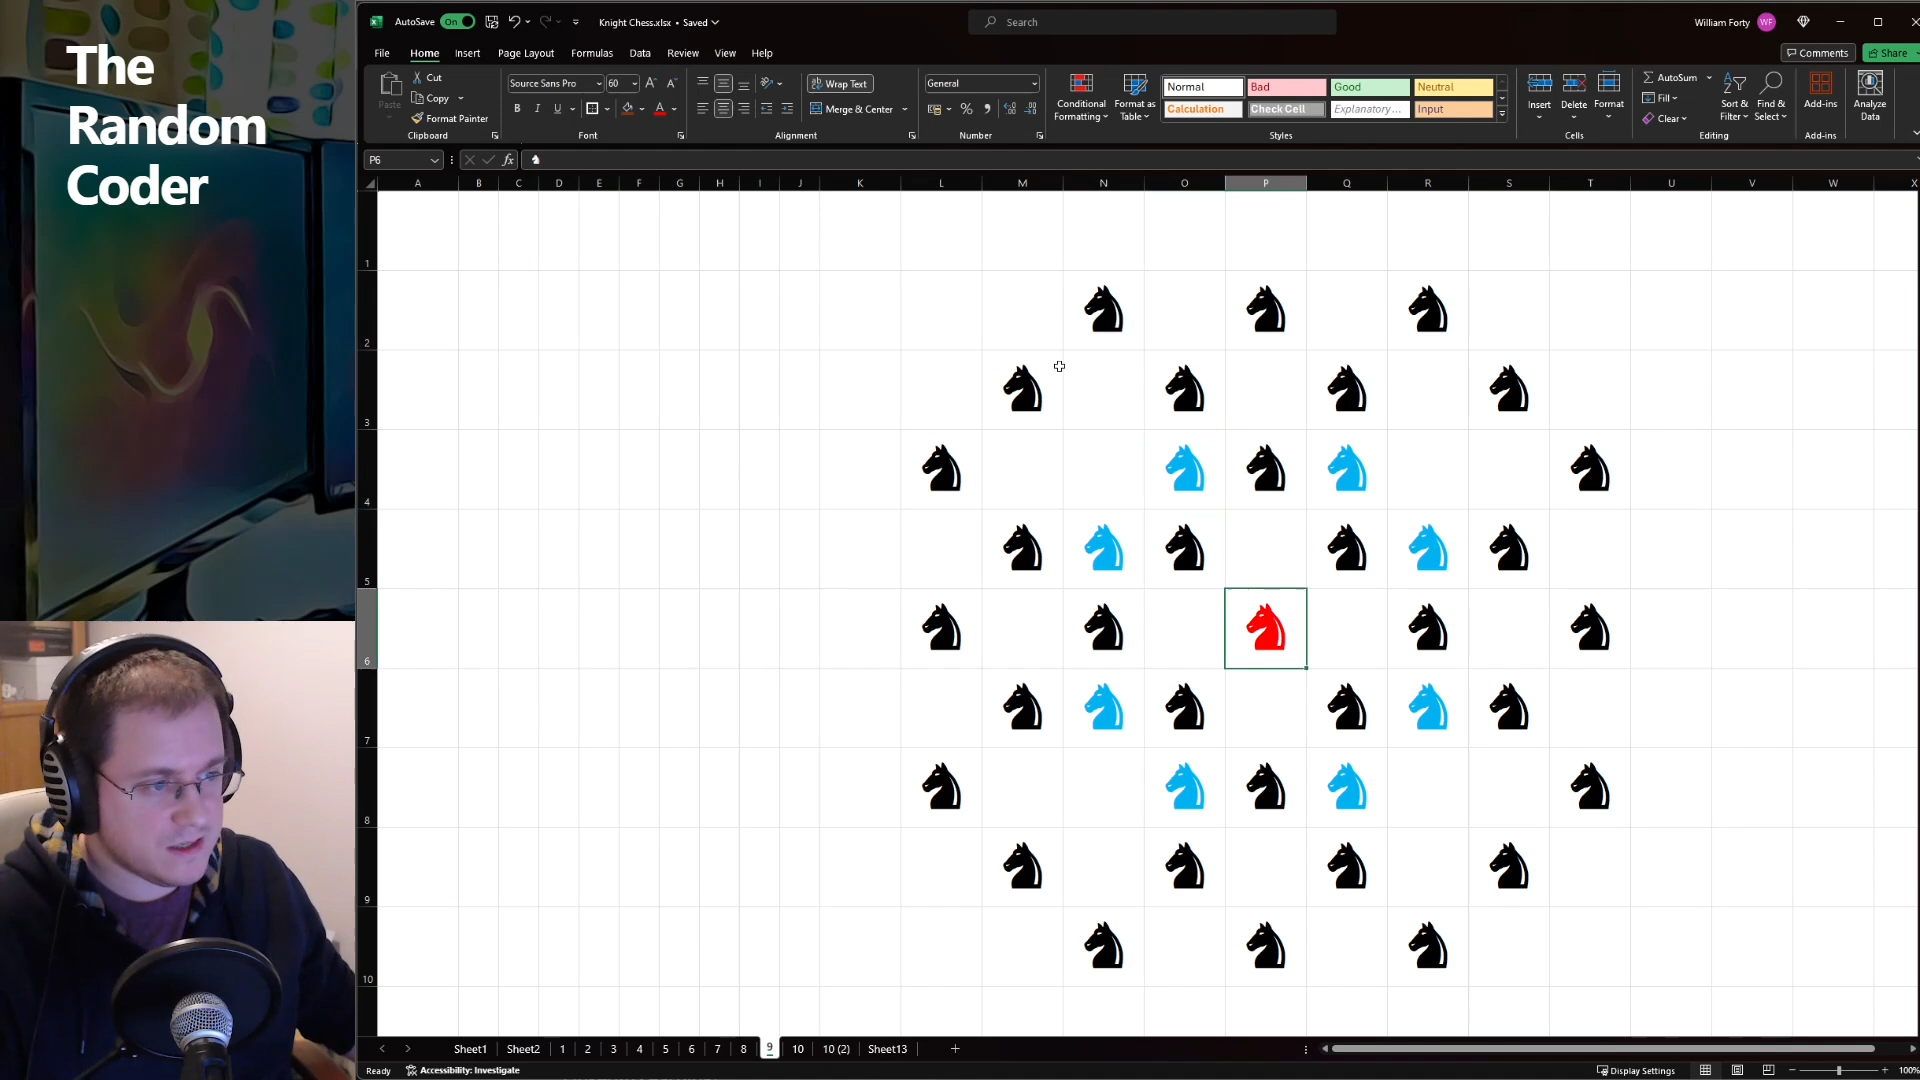 The
Random
Coder
AutoSave On Knight Chess.xlsx • Saved Search William Forty WF
File Home Insert Page Layout Formulas Data Review View Help Comments Share
Paste Cut Copy Format Painter Clipboard
Source Sans Pro 60 B I U A Font
Wrap Text Merge & Center Alignment
General % Number
Conditional Formatting Format as Table
Normal Bad Good Neutral
Calculation Check Cell Explanatory ... Input
Styles
Insert Delete Format Cells
AutoSum Fill Clear Sort & Filter Find & Select Editing
Add-ins Add-ins
Analyze Data
P6 fx
A B C D E F G H I J K L M N O P Q R S T U V W X
1
2
3
4
5
6
7
8
9
10
Sheet1 Sheet2 1 2 3 4 5 6 7 8 9 10 10 (2) Sheet13
Ready Accessibility: Investigate Display Settings 100%